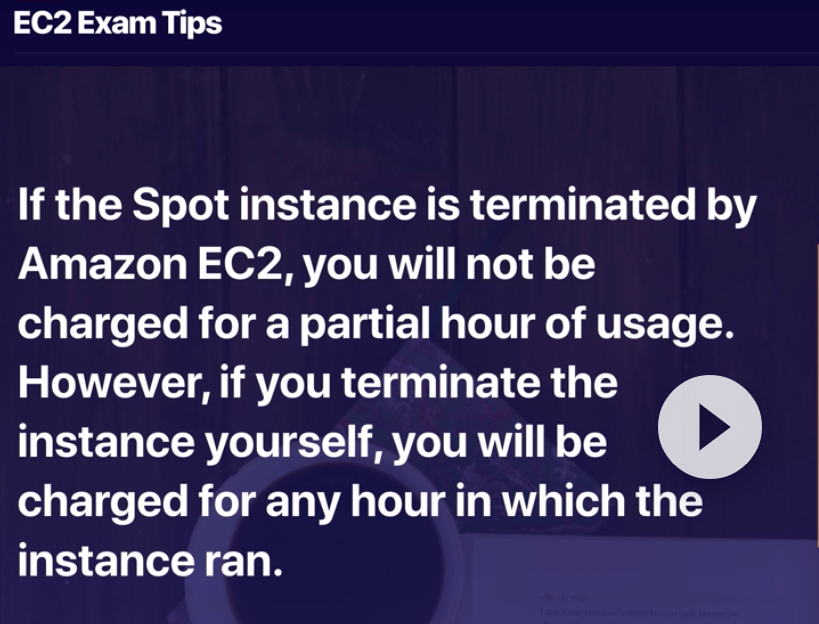 EC2 Exam Tips
If the Spot instance is terminated by
Amazon EC2, you will not be
charged for a partial hour of usage.
However, if you terminate the
instance yourself, you will be
charged for any hour in which the
instance ran.